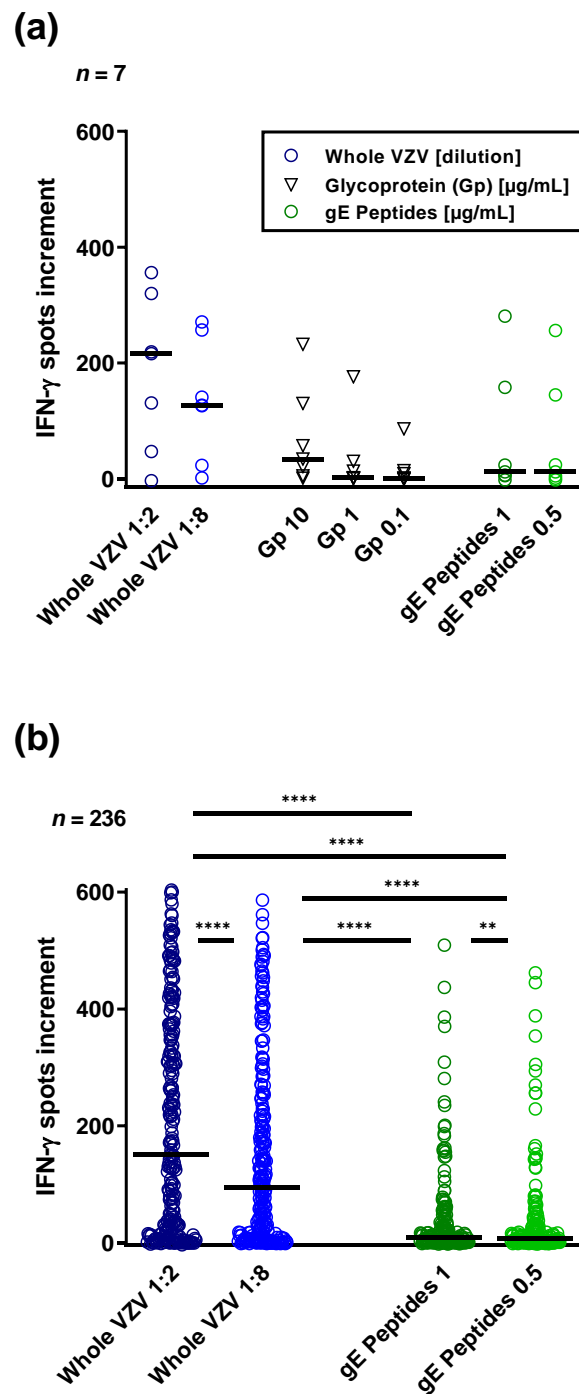 (a)
n = 7
600
400
200
0
IFN-γ spots increment
Whole VZV [dilution]
Glycoprotein (Gp) [µg/mL]
gE Peptides [µg/mL]
Whole VZV 1:2
Whole VZV 1:8
Gp 10
Gp 1
Gp 0.1
gE Peptides 1
gE Peptides 0.5
(b)
n = 236
****
****
****
**** **** **
600
400
200
0
IFN-γ spots increment
Whole VZV 1:2
Whole VZV 1:8
gE Peptides 1
gE Peptides 0.5